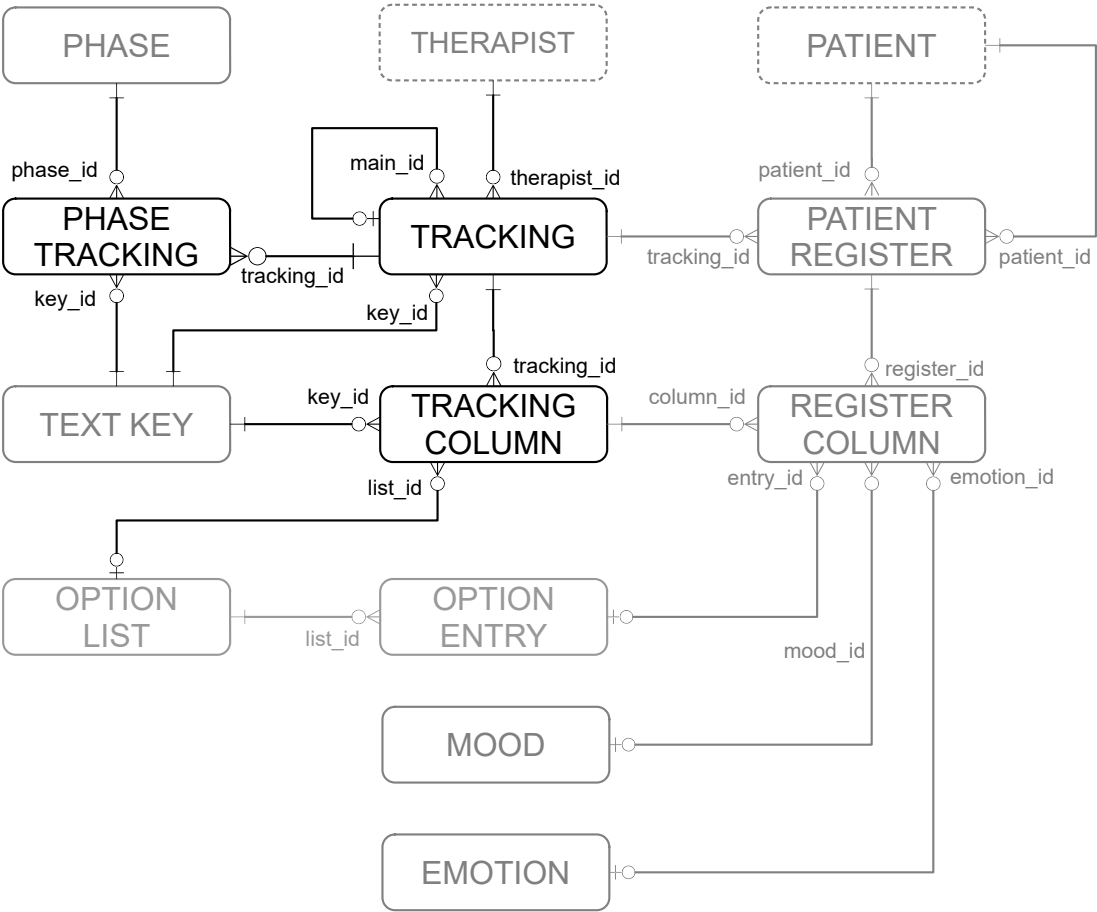 PHASE
THERAPIST
PATIENT
phase_id
main_id
therapist_id
patient_id
PHASE
TRACKING
TRACKING
PATIENT
REGISTER
tracking_id
tracking_id
patient_id
key_id
key_id
tracking_id
register_id
TEXT KEY
key_id
TRACKING
COLUMN
column_id
REGISTER
COLUMN
list_id
entry_id
emotion_id
OPTION
LIST
list_id
OPTION
ENTRY
mood_id
MOOD
EMOTION